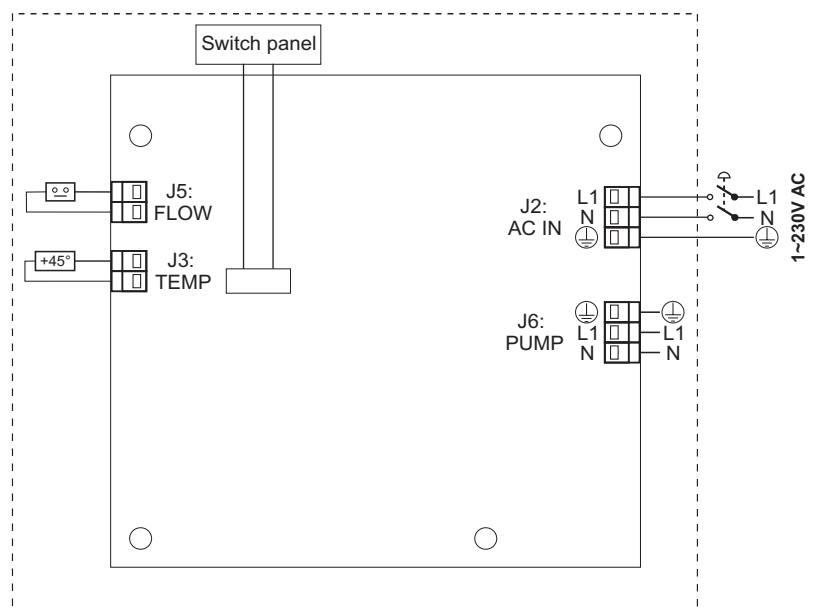 Switch panel
J5:
FLOW
+45°
J3:
TEMP
J2:
AC IN
L1
N
L1
N
1~230V AC
J6:
PUMP
L1
N
L1
N